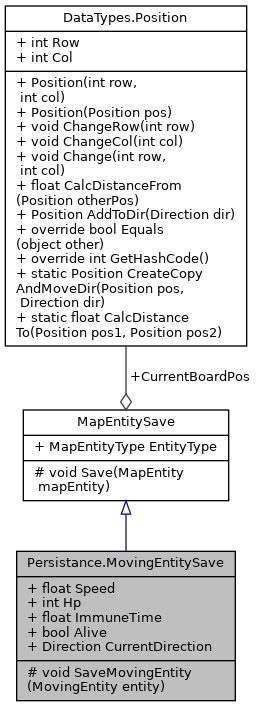 DataTypes.Position
+ int Row
+ int Col
+ Position(int row,
int col)
+ Position(Position pos)
+ void ChangeRow(int row)
+ void ChangeCol(int col)
+ void Change(int row,
int col)
+ float CalcDistanceFrom
(Position otherPos)
+ Position AddToDir(Direction dir)
+ override bool Equals
(object other)
+ override int GetHashCode()
+ static Position CreateCopy
AndMoveDir(Position pos,
Direction dir)
+ static float CalcDistance
To(Position pos1, Position pos2)
+CurrentBoardPos
MapEntitySave
+ MapEntityType EntityType
# void Save(MapEntity
mapEntity)
Persistance.MovingEntitySave
+ float Speed
+ int Hp
+ float ImmuneTime
+ bool Alive
+ Direction CurrentDirection
# void SaveMovingEntity
(MovingEntity entity)